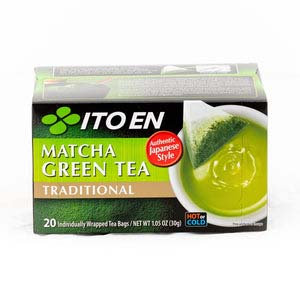 ITO EN
MATCHA
GREEN TEA
TRADITIONAL
Authentic
Japanese
Style
20 Individually Wrapped Tea Bags / NET WT 1.05 OZ (30g)
HOT or
COLD